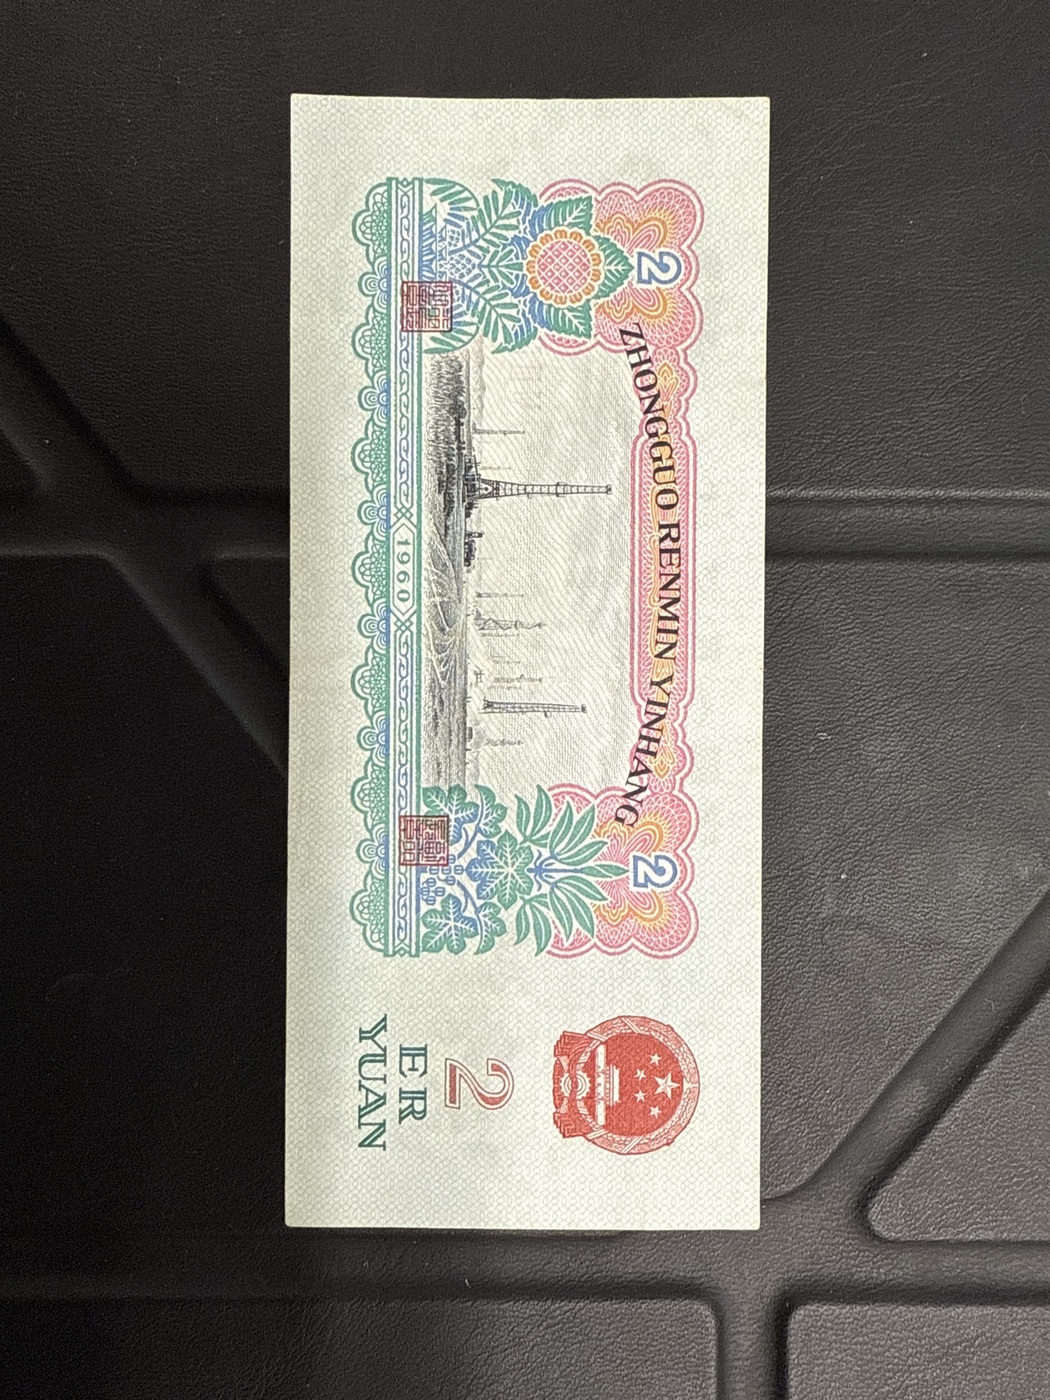 2
2
ZHONGGUO RENMIN YINHANG
1960
2
ER
YUAN